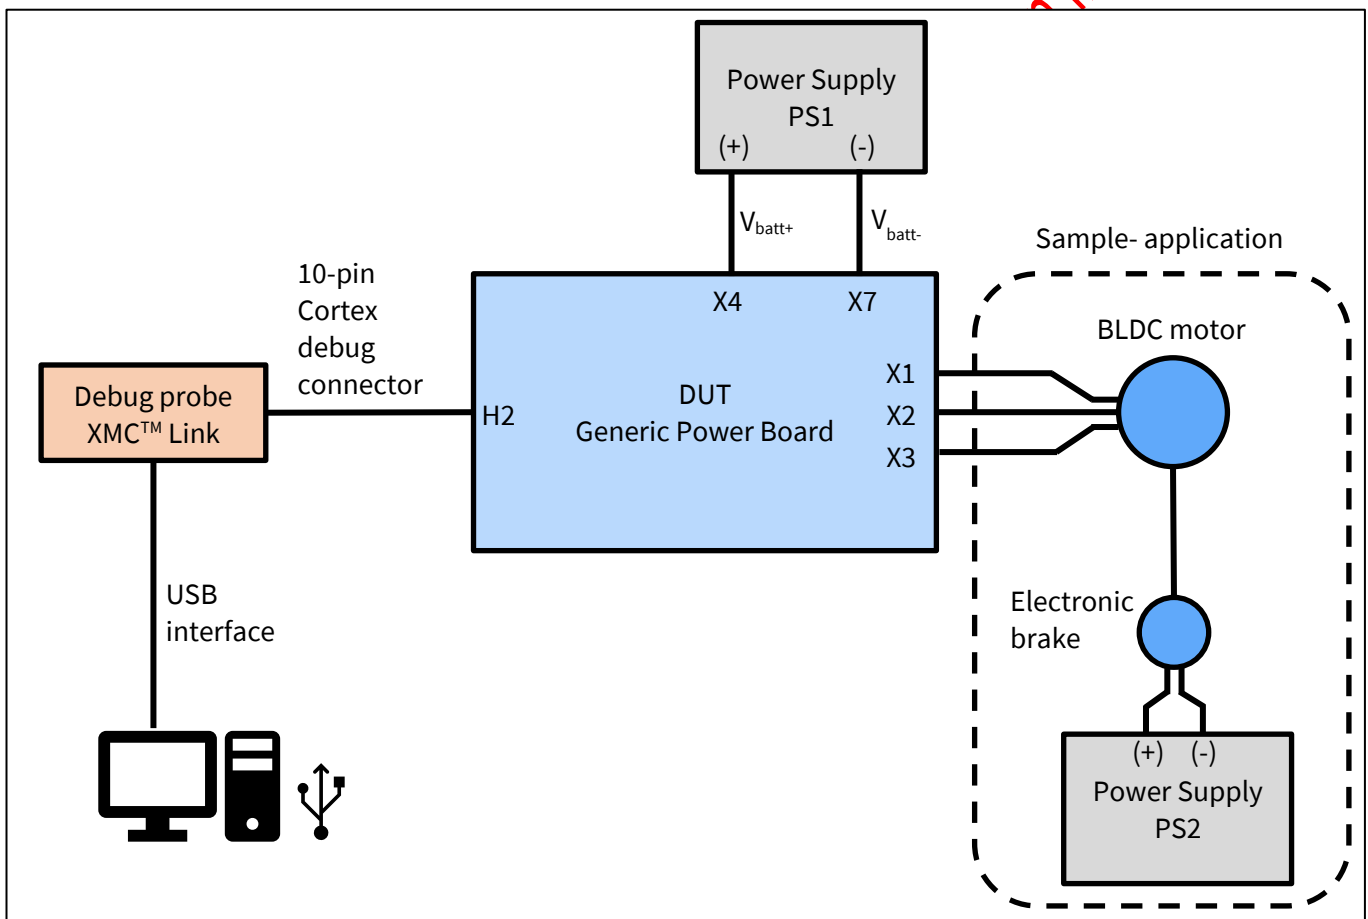 Power Supply
PS1
(+) (-)
Vbatt+
Vbatt-
Sample- application
10-pin
Cortex
debug
connector
X4 X7
BLDC motor
X1
Debug probe
XMC™ Link
H2
DUT
Generic Power Board
X2
X3
USB
interface
Electronic
brake
(+) (-)
Power Supply
PS2